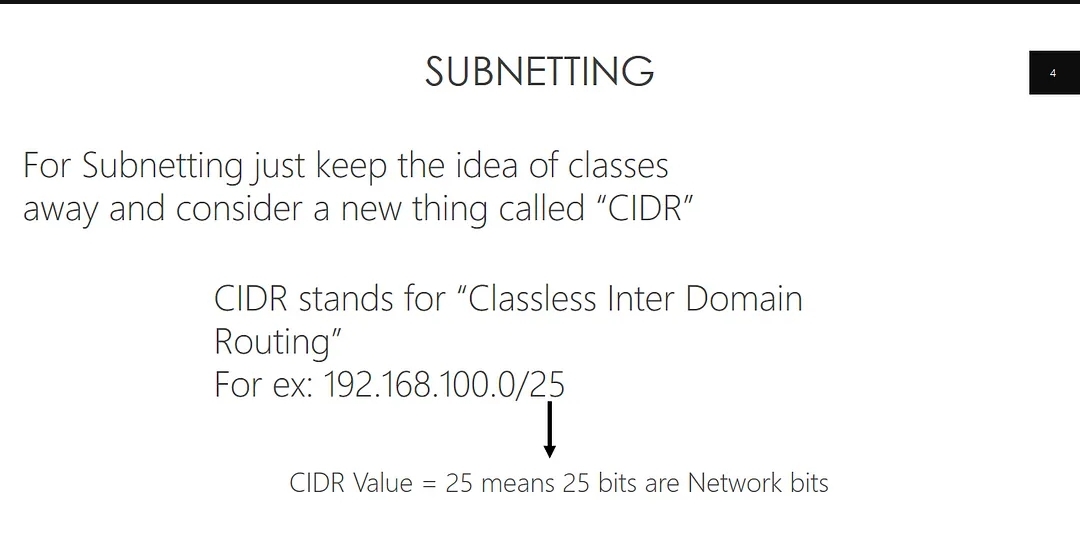 SUBNETTING
4
For Subnetting just keep the idea of classes
away and consider a new thing called “CIDR”
CIDR stands for “Classless Inter Domain
Routing”
For ex: 192.168.100.0/25
CIDR Value = 25 means 25 bits are Network bits